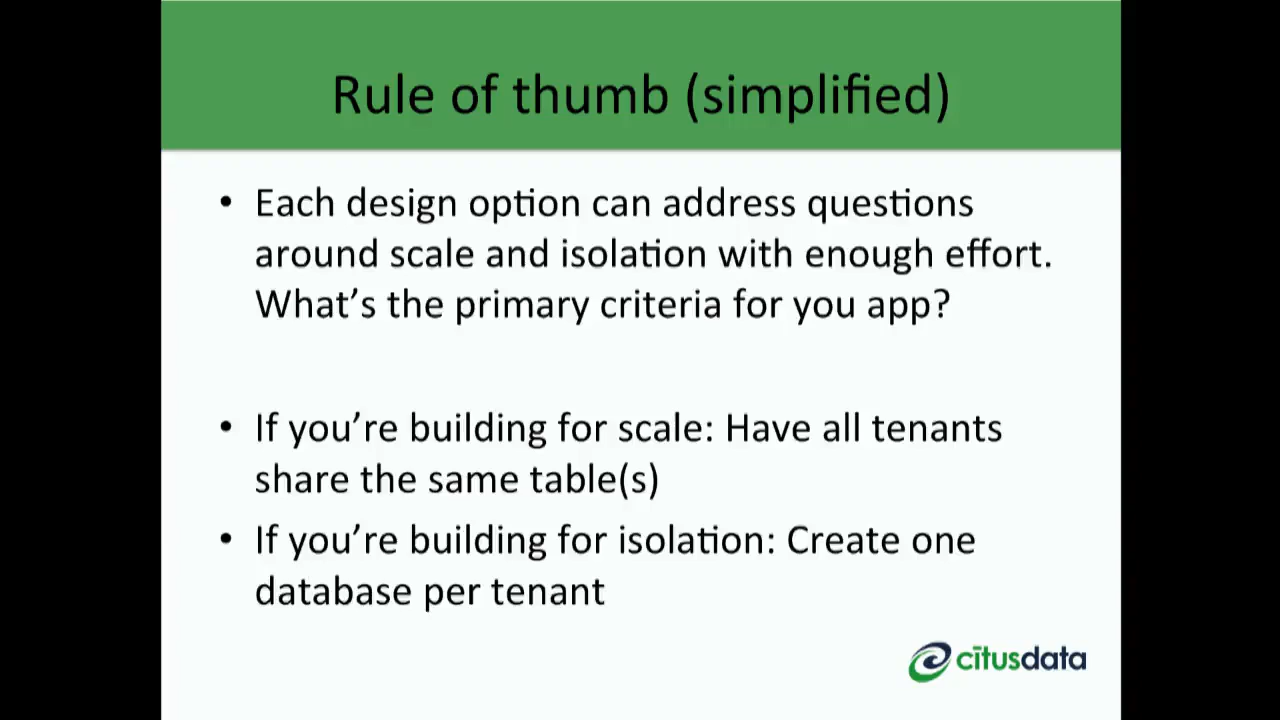 Rule of thumb (simplified)
• Each design option can address questions
around scale and isolation with enough effort.
What’s the primary criteria for you app?
• If you’re building for scale: Have all tenants
share the same table(s)
• If you’re building for isolation: Create one
database per tenant
cītusdata